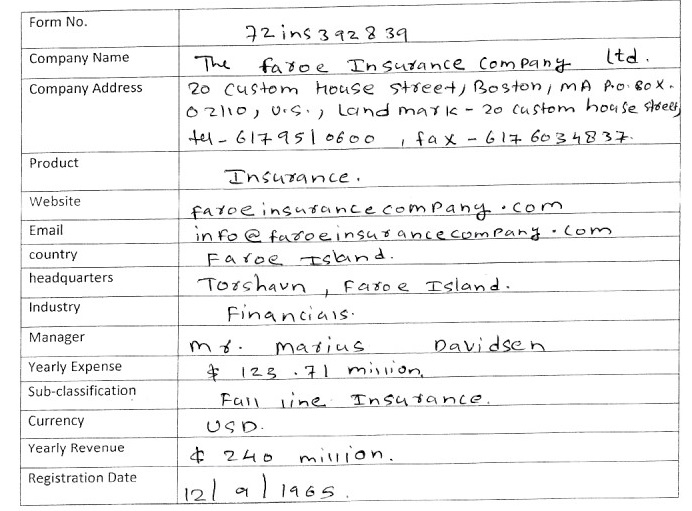 Form No. 72ins392839
Company Name The faroe Insurance Company Ltd.
Company Address 20 Custom House Street, Boston, MA P.O. BOX.
02110, U.S., Land mark - 20 custom house street,
tel - 6179510600, fax - 6176034837.
Product Insurance.
Website faroeinsurancecompany.com
Email info@faroeinsurancecompany.com
country Faroe Island.
headquarters Torshavn, Faroe Island.
Industry Financials.
Manager Mr. Marius Davidsen
Yearly Expense $ 123.71 million.
Sub-classification Full line Insurance.
Currency USD.
Yearly Revenue $ 240 million.
Registration Date 12/9/1965.